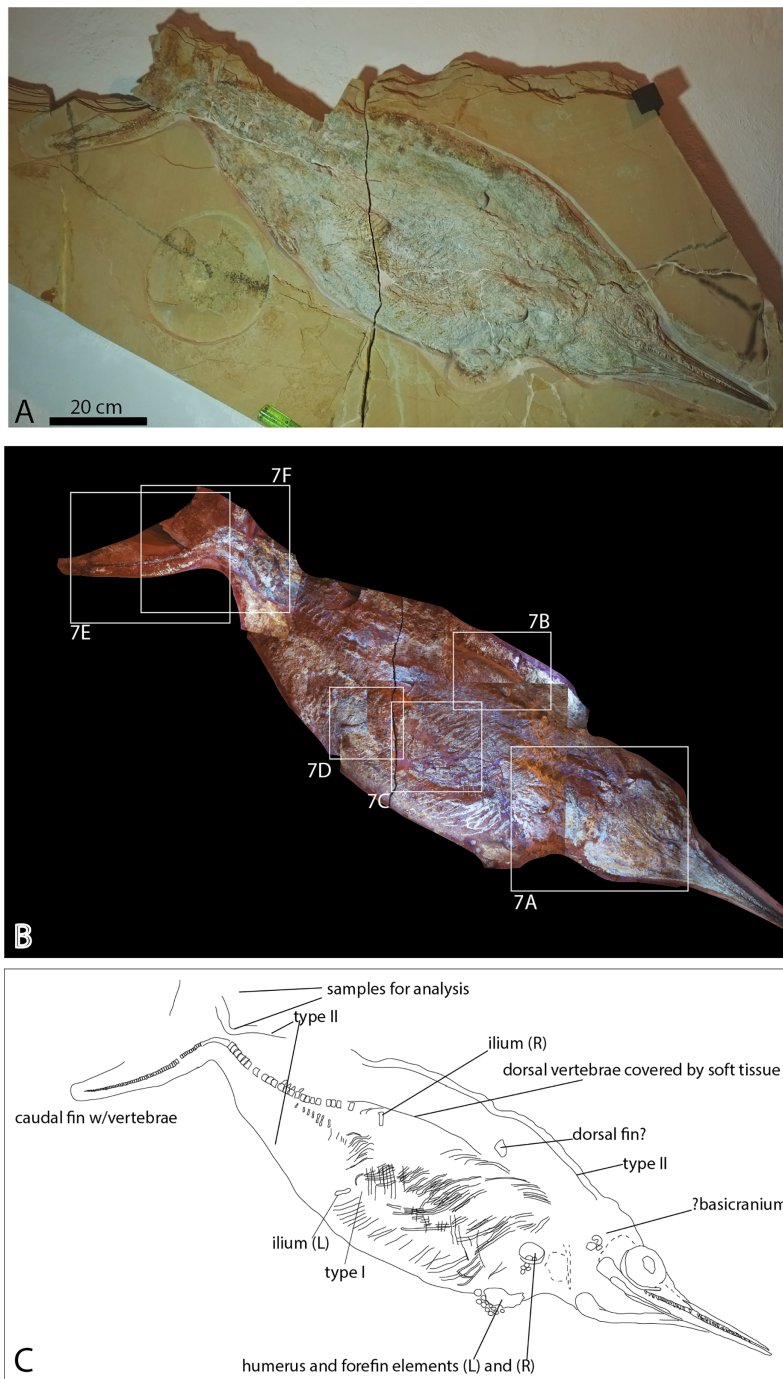 A
20 cm
7F
7E
7B
7D
7C
7A
B
samples for analysis
type II
ilium (R)
dorsal vertebrae covered by soft tissue
caudal fin w/vertebrae
dorsal fin?
type II
?basicranium
ilium (L)
type I
humerus and forefin elements (L) and (R)
C